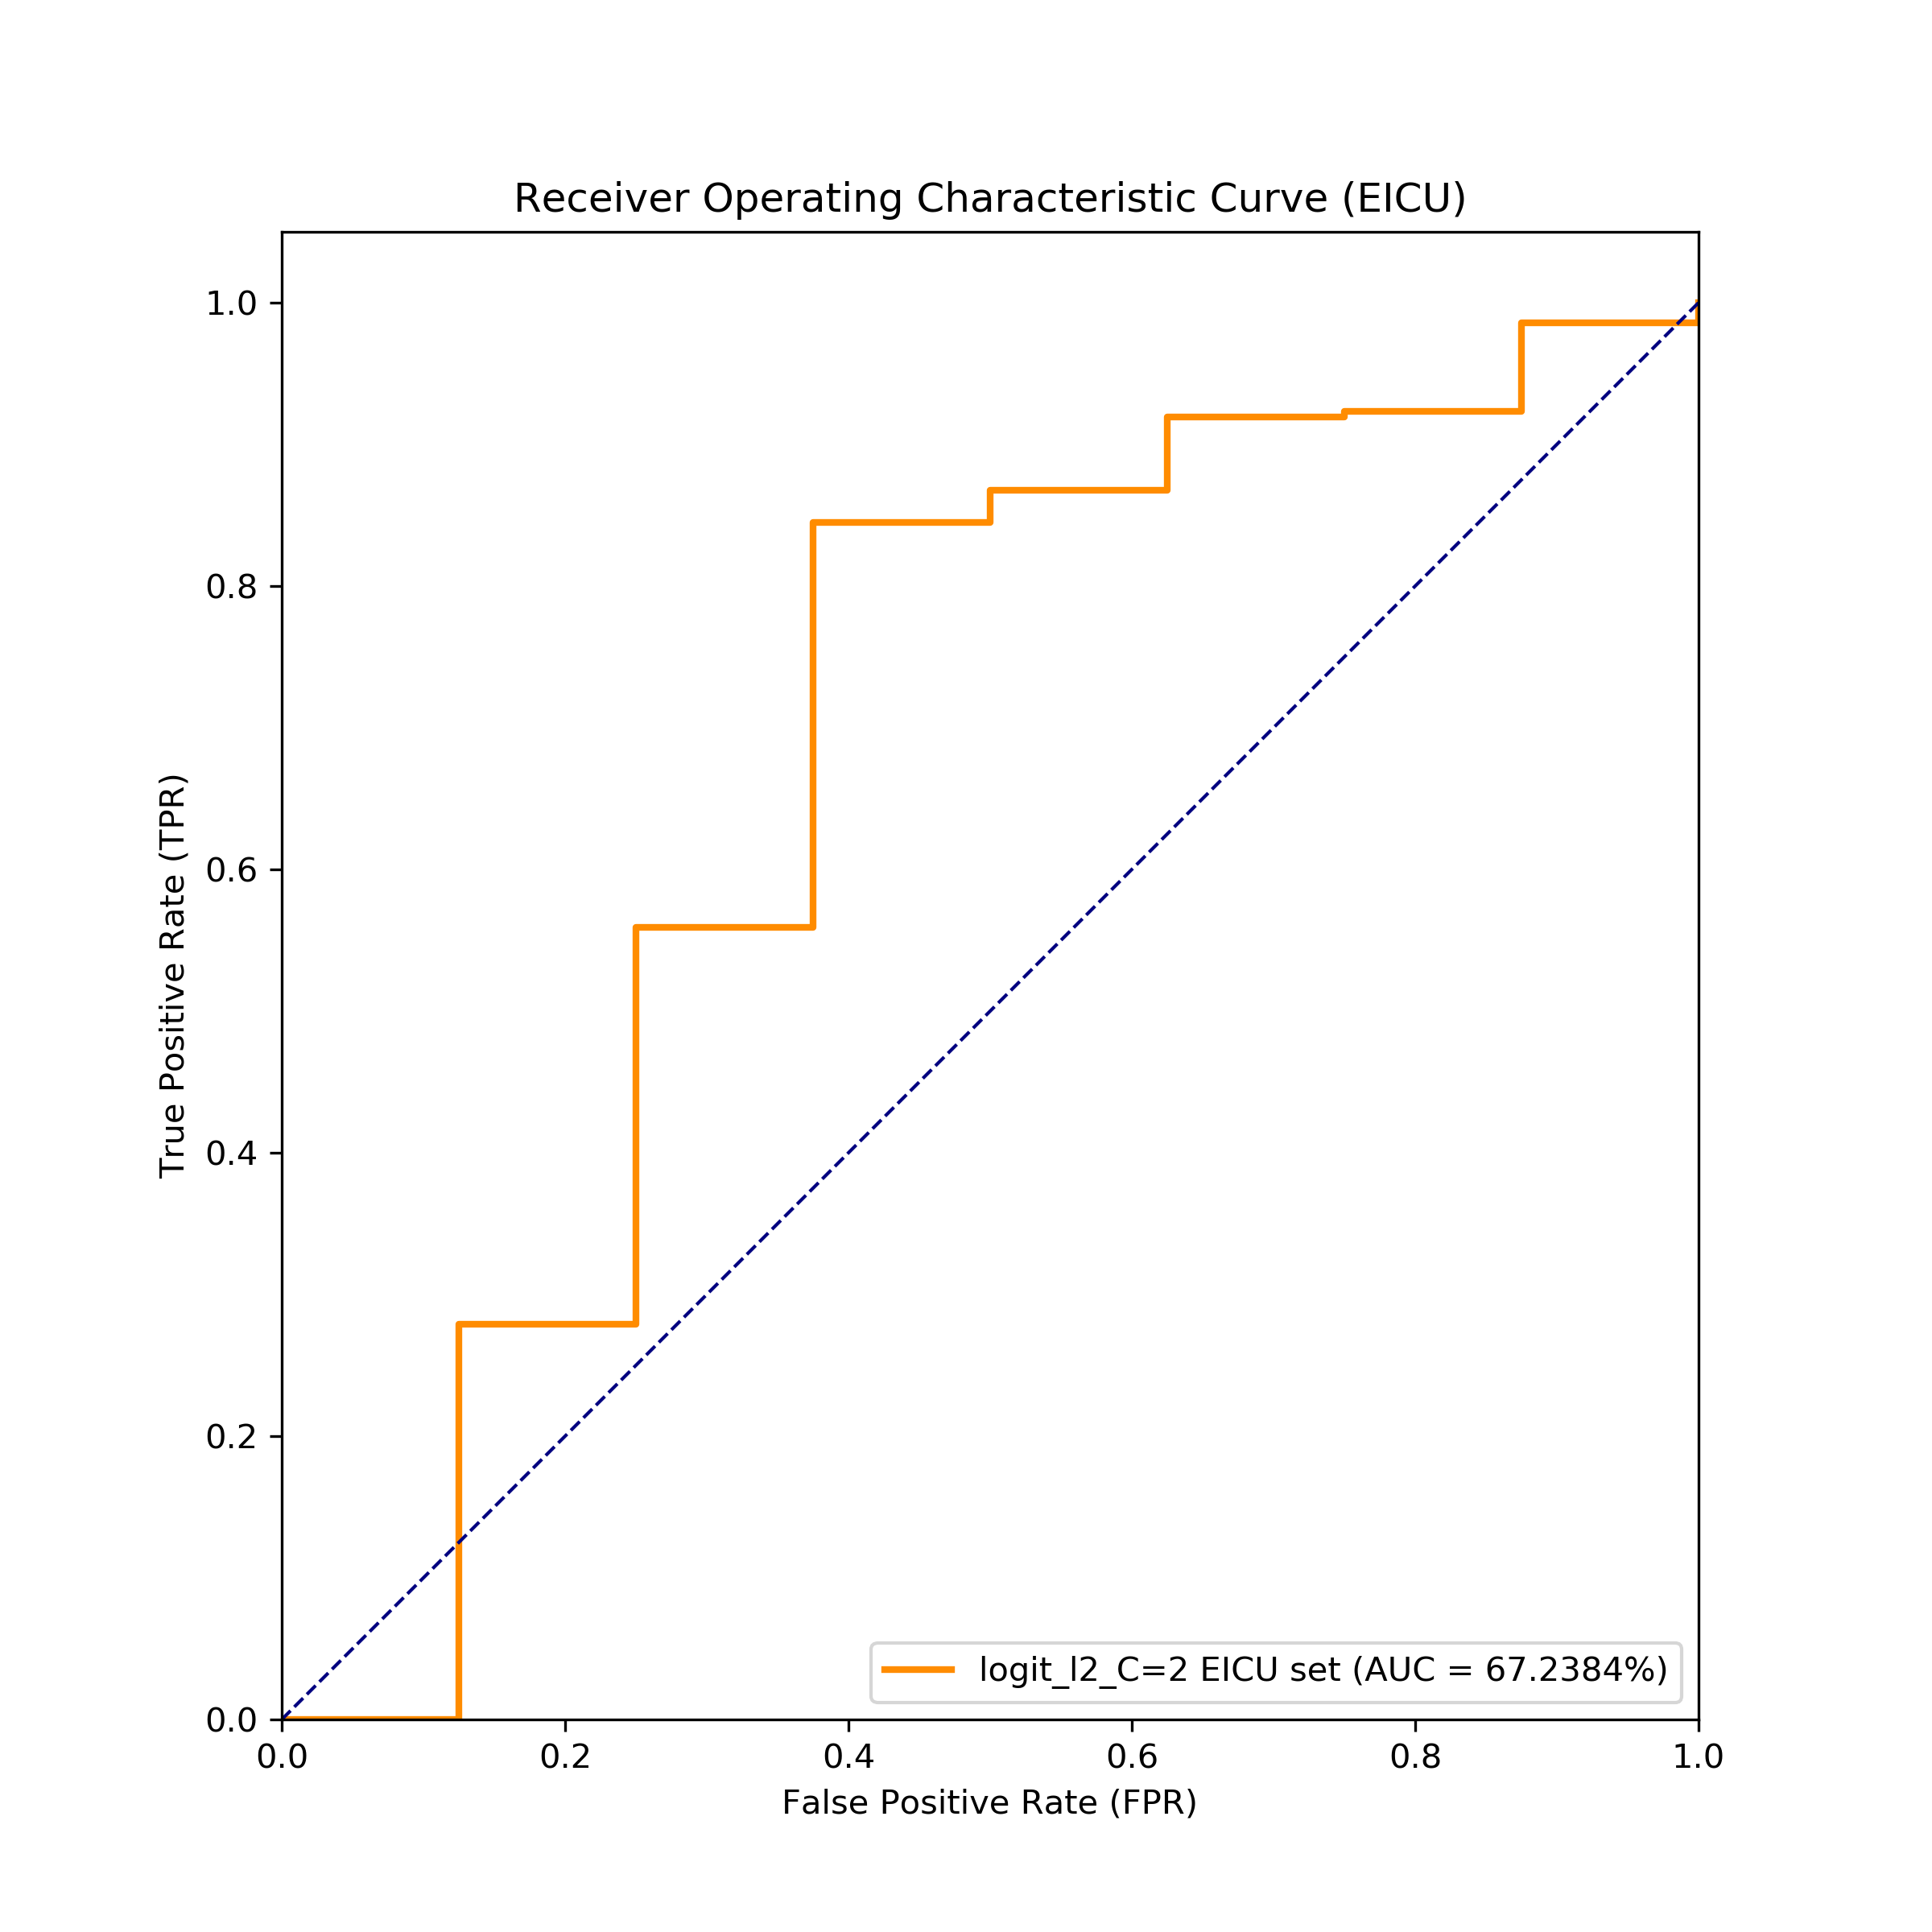 Receiver Operating Characteristic Curve (EICU)
1.0
0.8
0.6
0.4
0.2
0.0
True Positive Rate (TPR)
logit_l2_C=2 EICU set (AUC = 67.2384%)
0.0 0.2 0.4 0.6 0.8 1.0
False Positive Rate (FPR)